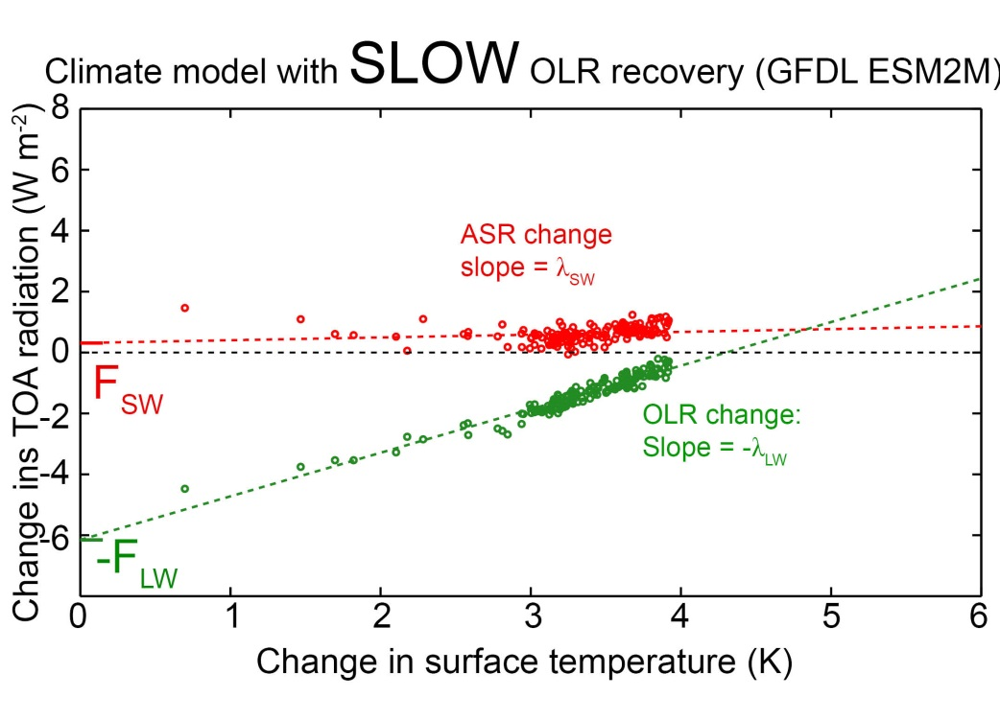 Climate model with SLOW OLR recovery (GFDL ESM2M)
Change ins TOA radiation (W m-2)
8
6
4
2
0
-2
-4
-6
ASR change
slope = λSW
FSW
OLR change:
Slope = -λLW
-FLW
0 1 2 3 4 5 6
Change in surface temperature (K)